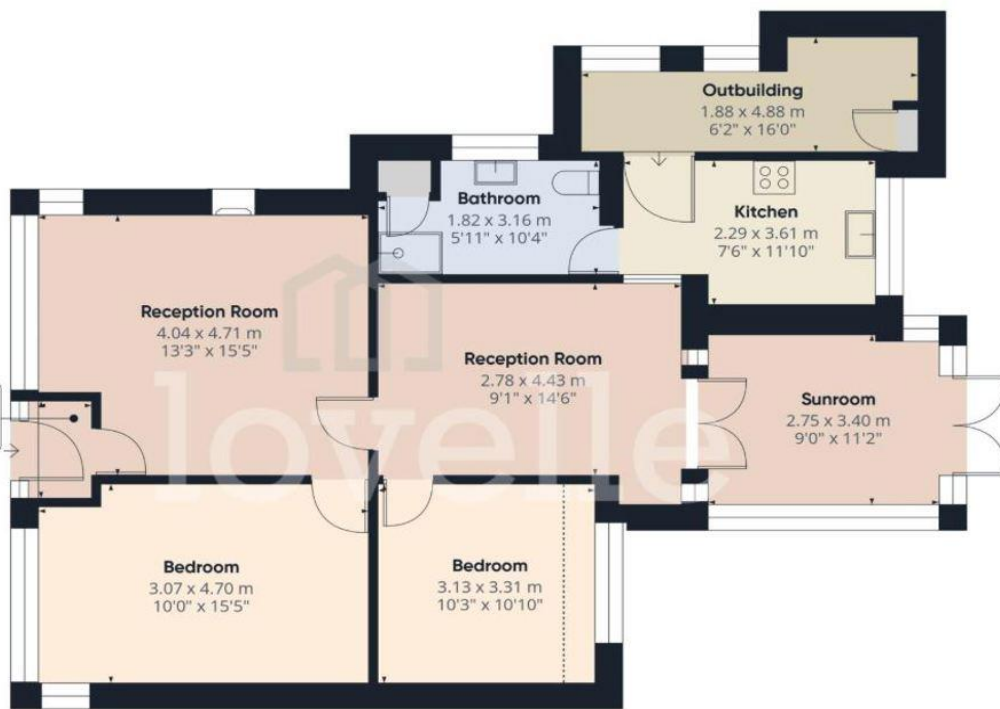 Outbuilding
1.88 x 4.88 m
6'2" x 16'0"
Bathroom
1.82 x 3.16 m
5'11" x 10'4"
Kitchen
2.29 x 3.61 m
7'6" x 11'10"
Reception Room
4.04 x 4.71 m
13'3" x 15'5"
Reception Room
2.78 x 4.43 m
9'1" x 14'6"
Sunroom
2.75 x 3.40 m
9'0" x 11'2"
lovelle
Bedroom
3.07 x 4.70 m
10'0" x 15'5"
Bedroom
3.13 x 3.31 m
10'3" x 10'10"